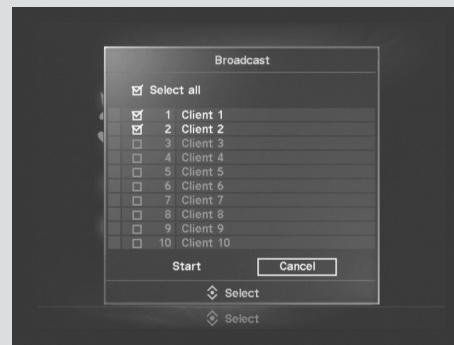 Broadcast
Select all
1 Client 1
2 Client 2
3 Client 3
4 Client 4
5 Client 5
6 Client 6
7 Client 7
8 Client 8
9 Client 9
10 Client 10
Start Cancel
Select
Select